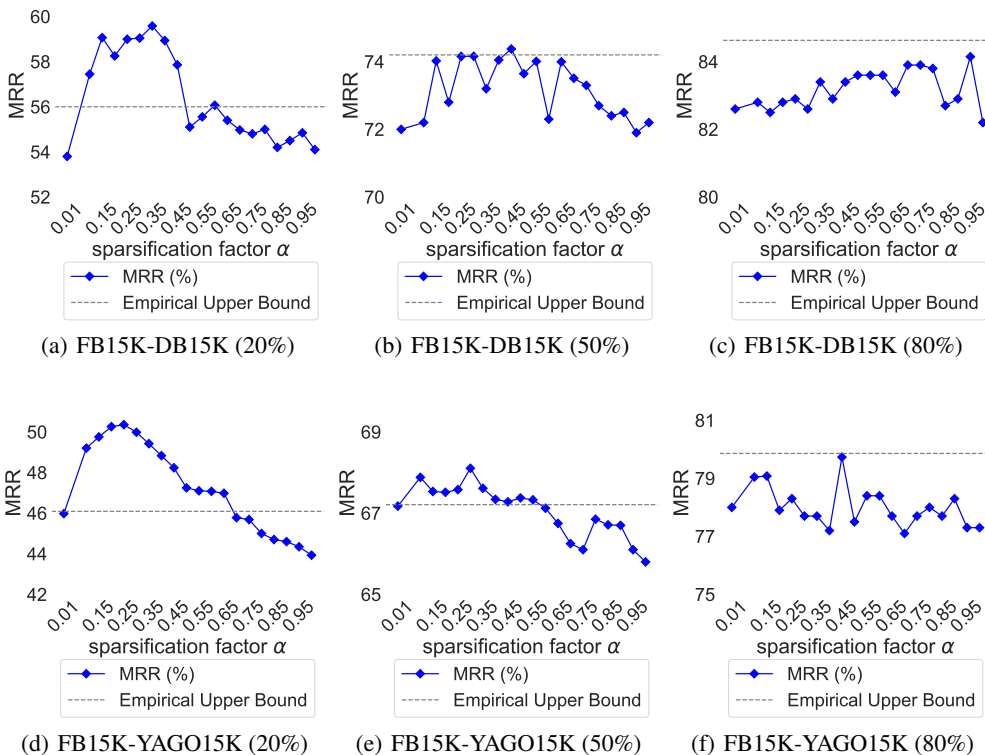 60
58
56
54
52
MRR
0.01 0.15 0.25 0.35 0.45 0.55 0.65 0.75 0.85 0.95
sparsification factor α
MRR (%)
Empirical Upper Bound
(a) FB15K-DB15K (20%)
74
72
70
MRR
0.01 0.15 0.25 0.35 0.45 0.55 0.65 0.75 0.85 0.95
sparsification factor α
MRR (%)
Empirical Upper Bound
(b) FB15K-DB15K (50%)
84
82
80
MRR
0.01 0.15 0.25 0.35 0.45 0.55 0.65 0.75 0.85 0.95
sparsification factor α
MRR (%)
Empirical Upper Bound
(c) FB15K-DB15K (80%)
50
48
46
44
42
MRR
0.01 0.15 0.25 0.35 0.45 0.55 0.65 0.75 0.85 0.95
sparsification factor α
MRR (%)
Empirical Upper Bound
(d) FB15K-YAGO15K (20%)
69
67
65
MRR
0.01 0.15 0.25 0.35 0.45 0.55 0.65 0.75 0.85 0.95
sparsification factor α
MRR (%)
Empirical Upper Bound
(e) FB15K-YAGO15K (50%)
81
79
77
75
MRR
0.01 0.15 0.25 0.35 0.45 0.55 0.65 0.75 0.85 0.95
sparsification factor α
MRR (%)
Empirical Upper Bound
(f) FB15K-YAGO15K (80%)